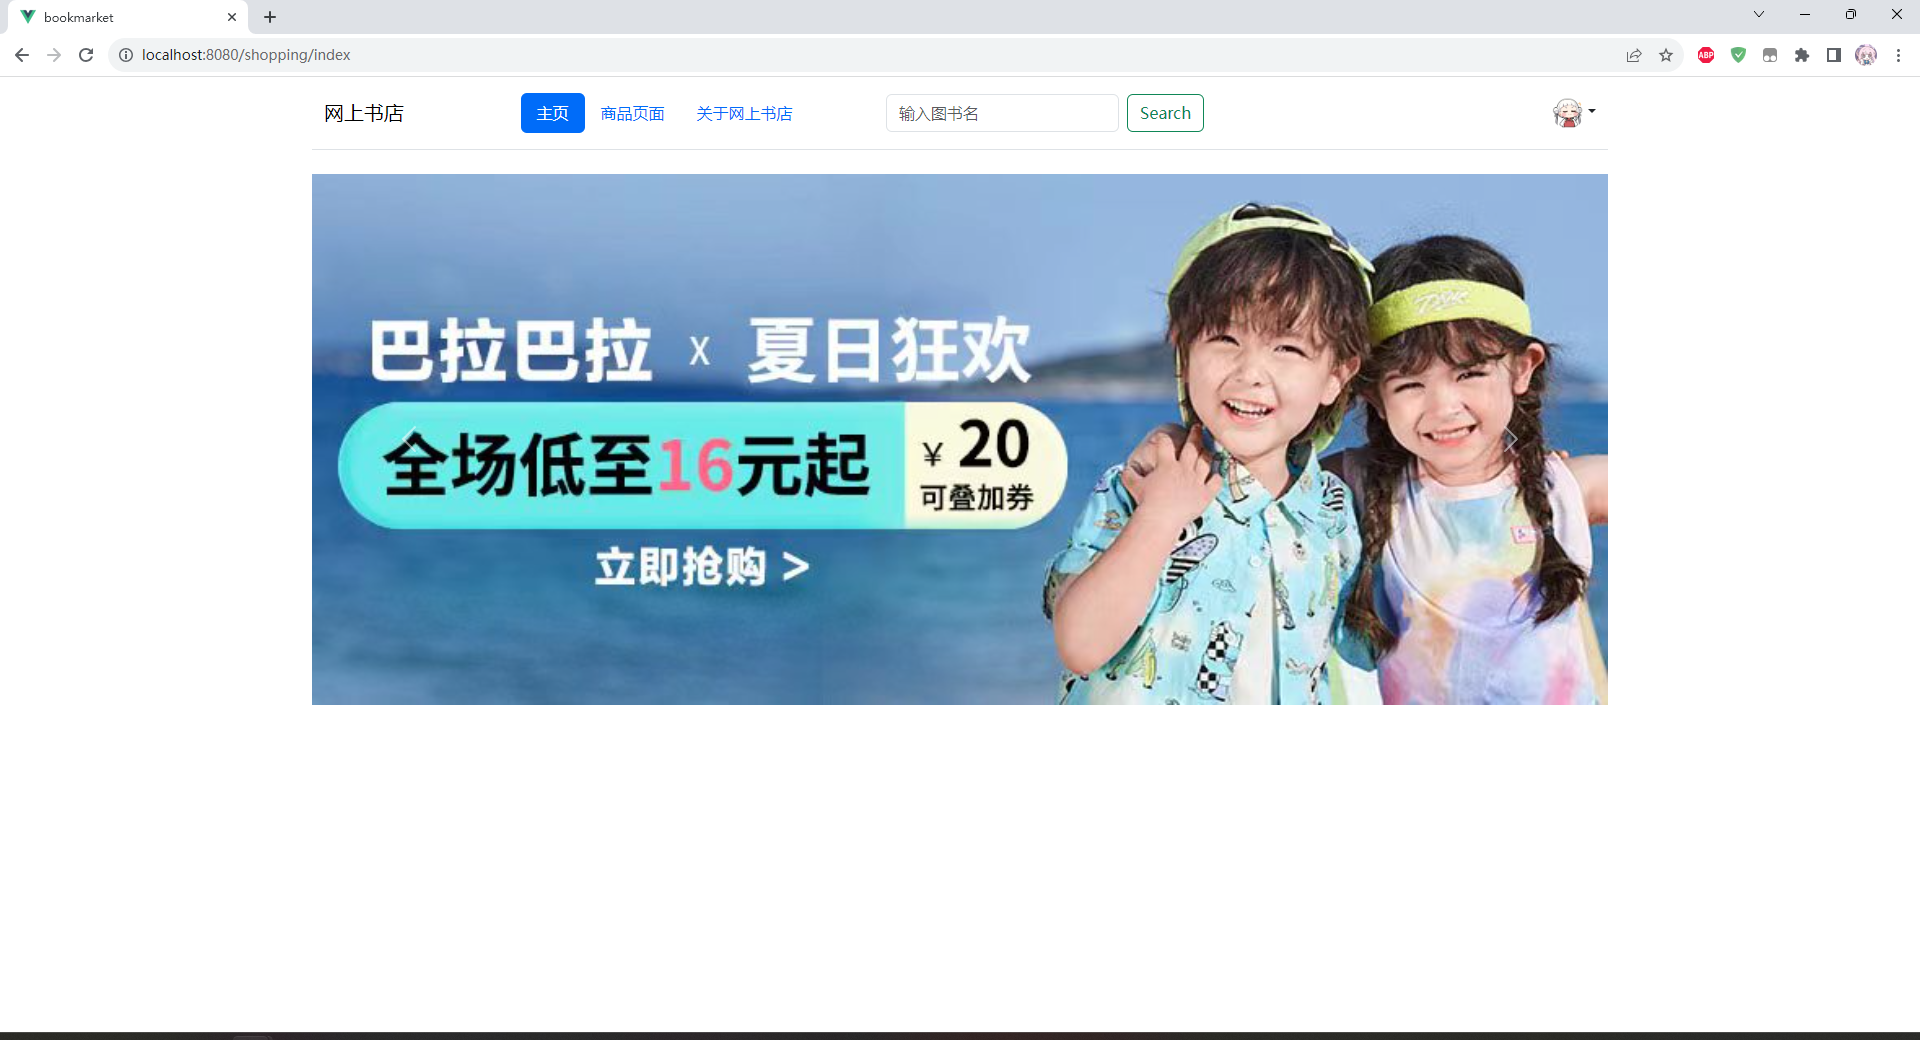 bookmarket
localhost:8080/shopping/index
ABP
网上书店
主页
商品页面
关于网上书店
输入图书名
Search
巴拉巴拉 x 夏日狂欢
全场低至16元起
¥ 20
可叠加券
立即抢购 >